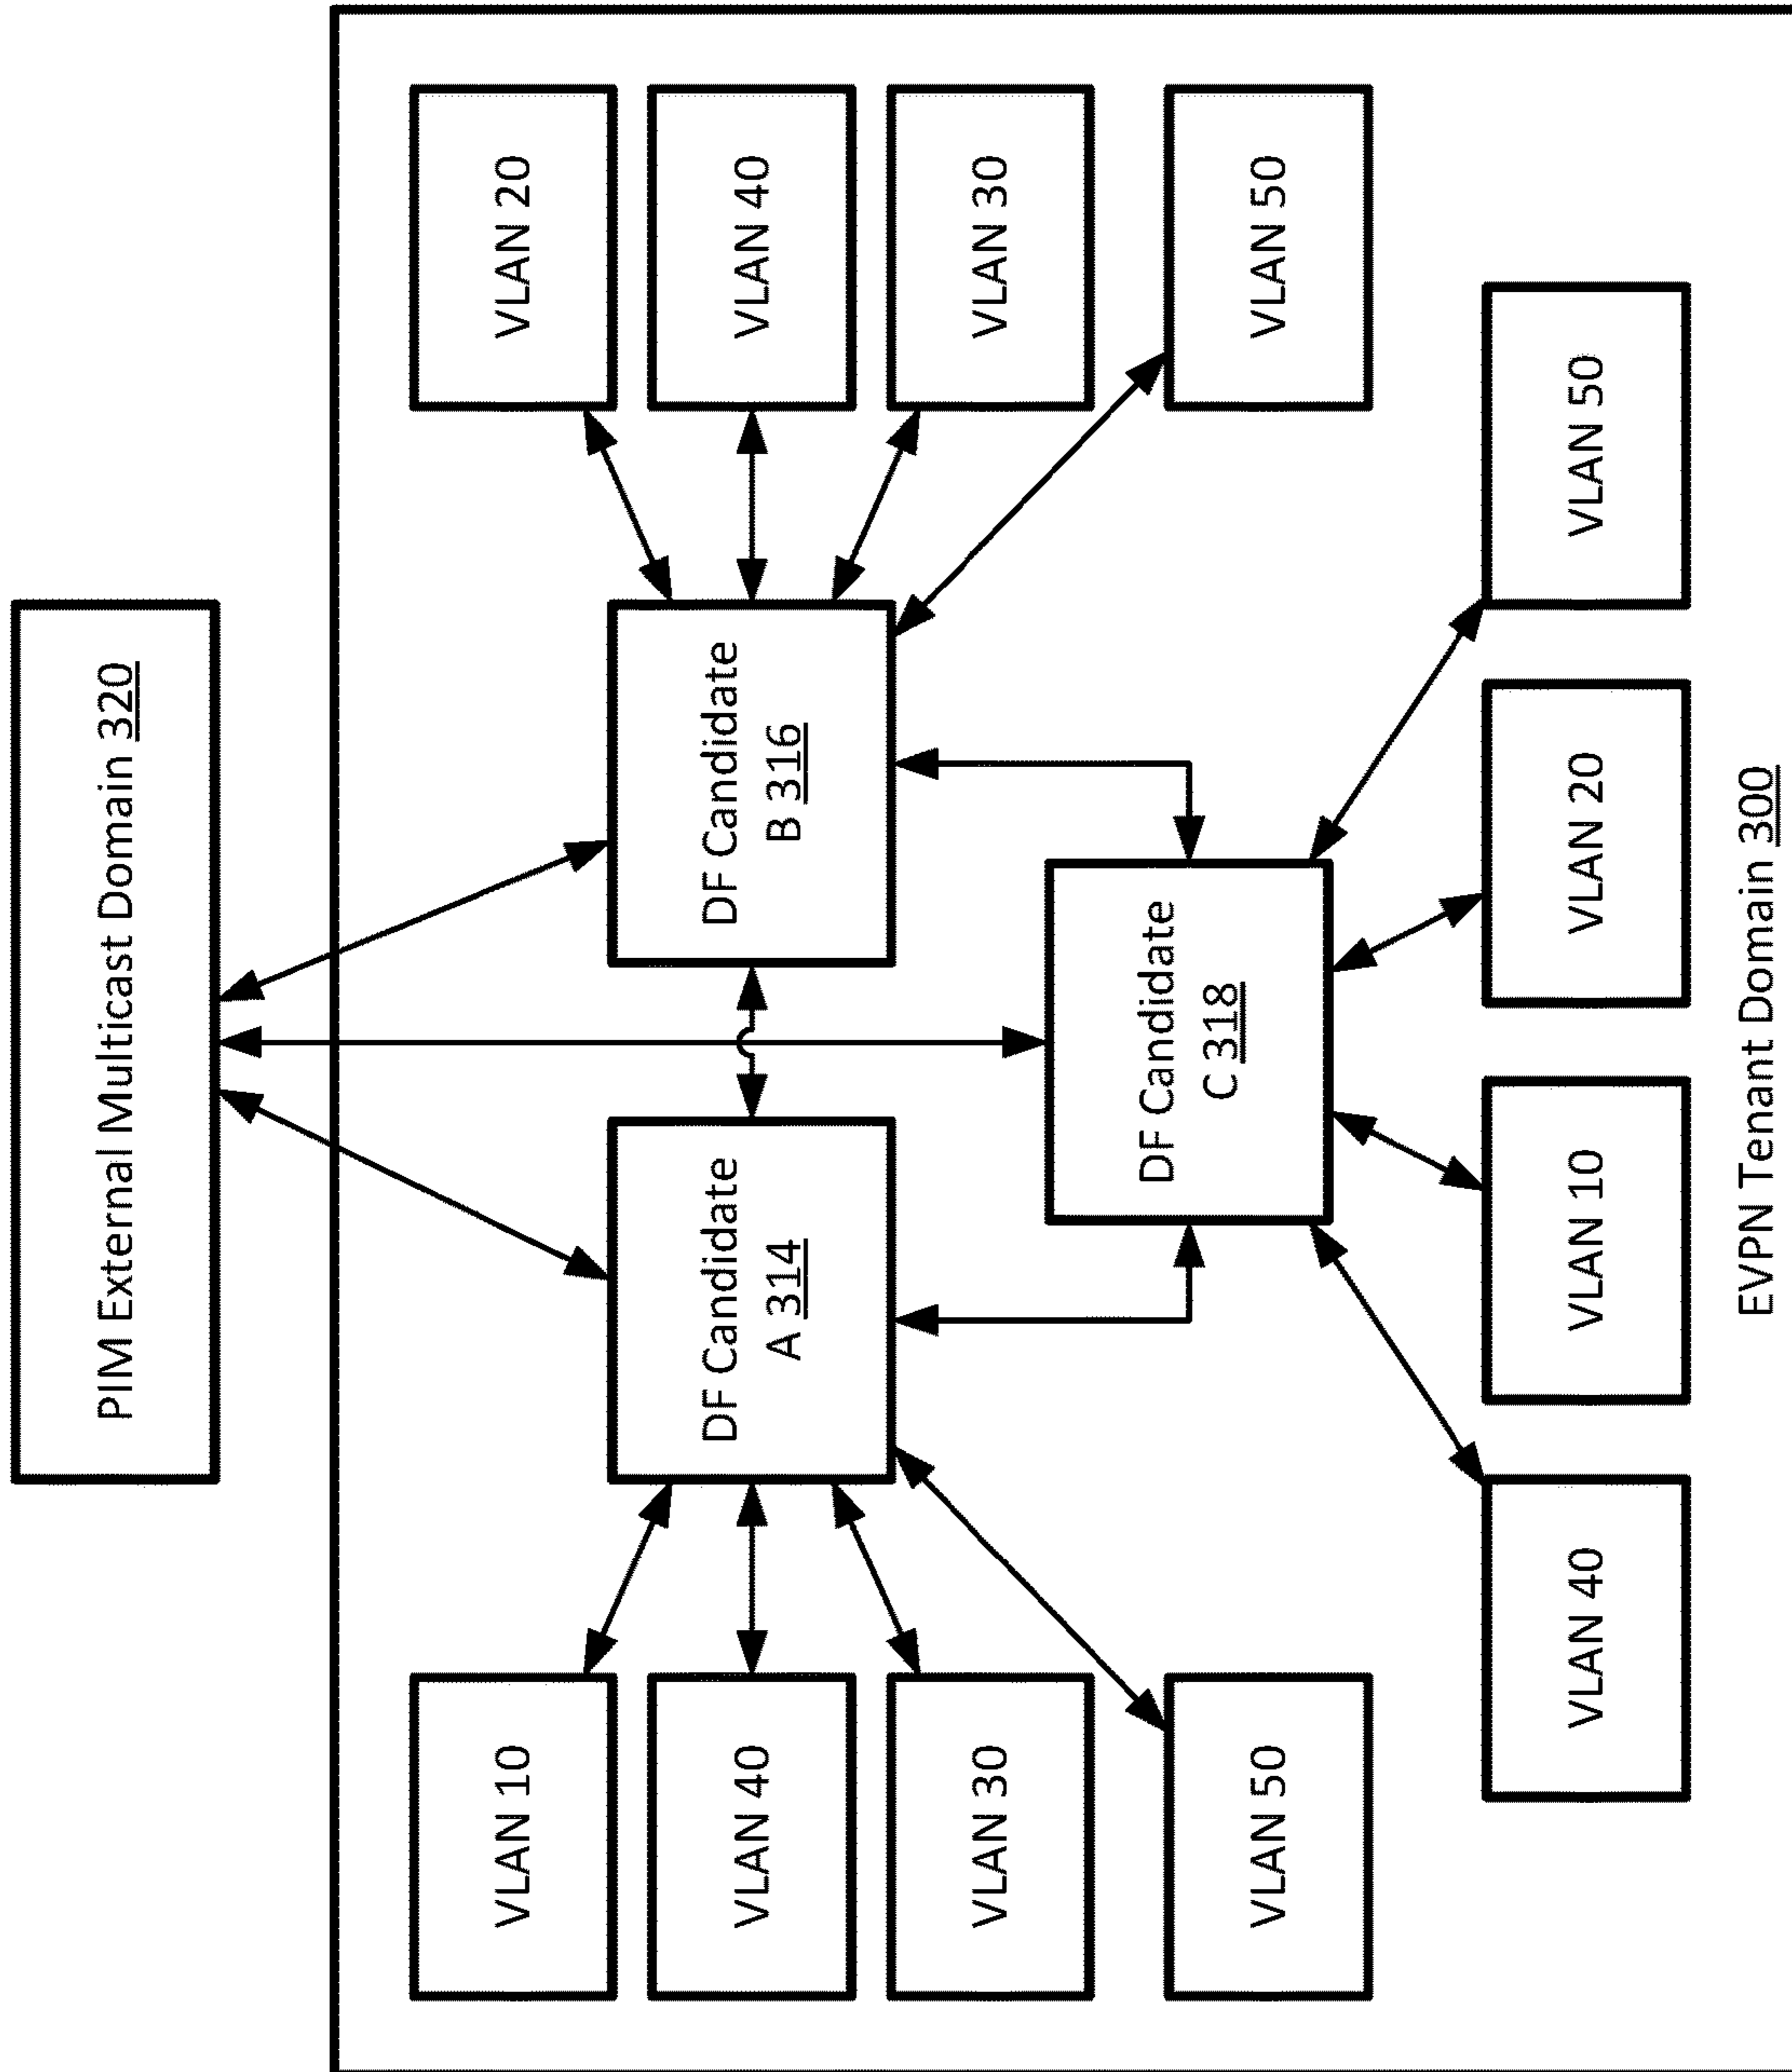 PIM External Multicast Domain 320
VLAN 10
VLAN 40
VLAN 30
VLAN 50
DF Candidate
A 314
DF Candidate
B 316
VLAN 20
VLAN 40
VLAN 30
VLAN 50
DF Candidate
C 318
VLAN 40
VLAN 10
VLAN 20
VLAN 50
EVPN Tenant Domain 300